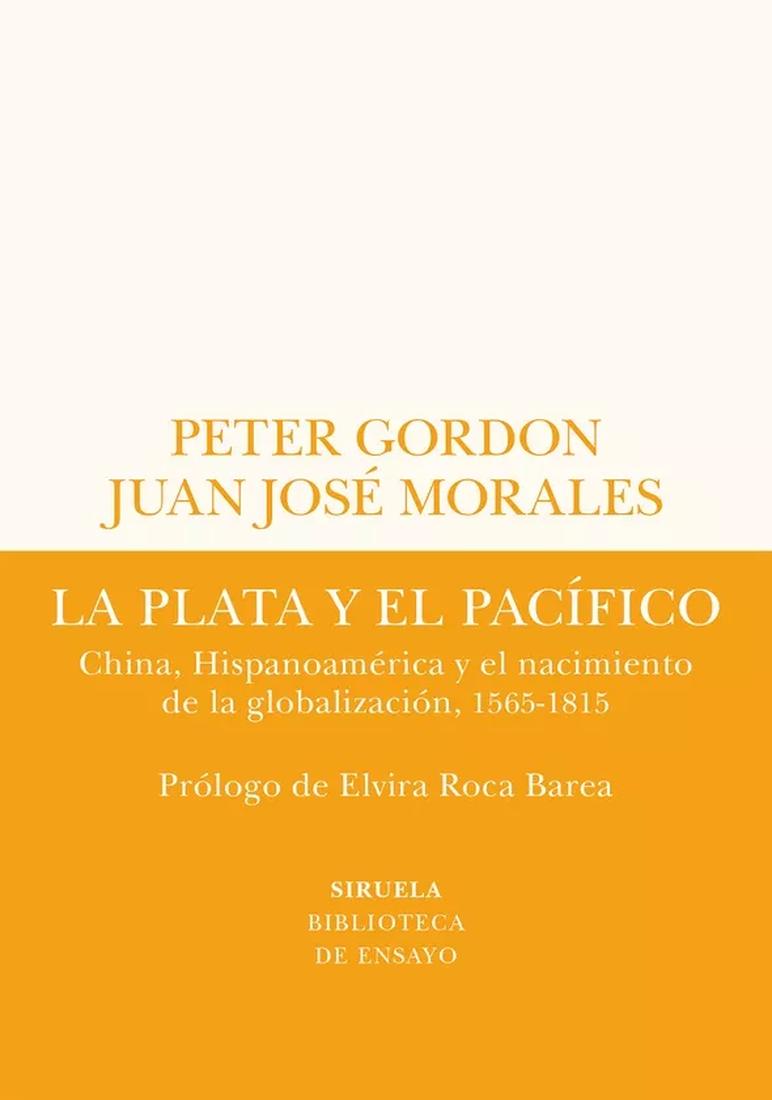 PETER GORDON
JUAN JOSÉ MORALES
LA PLATA Y EL PACÍFICO
China, Hispanoamérica y el nacimiento
de la globalización, 1565-1815
Prólogo de Elvira Roca Barea
SIRUELA
BIBLIOTECA
DE ENSAYO